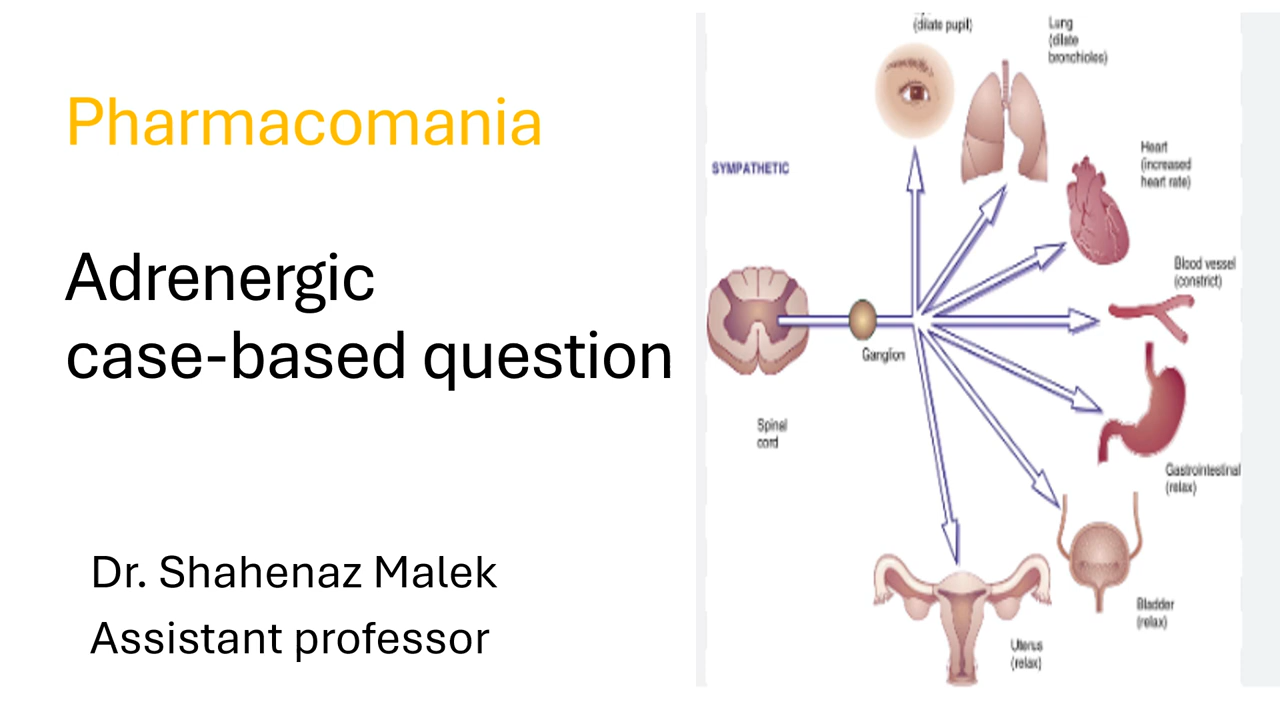 Pharmacomania
Adrenergic
case-based question
Dr. Shahenaz Malek
Assistant professor
(dilate pupil)
Lung
(dilate
bronchioles)
SYMPATHETIC
Heart
(increased
heart rate)
Blood vessel
(constrict)
Ganglion
Spinal
cord
Gastrointestinal
(relax)
Bladder
(relax)
Uterus
(relax)